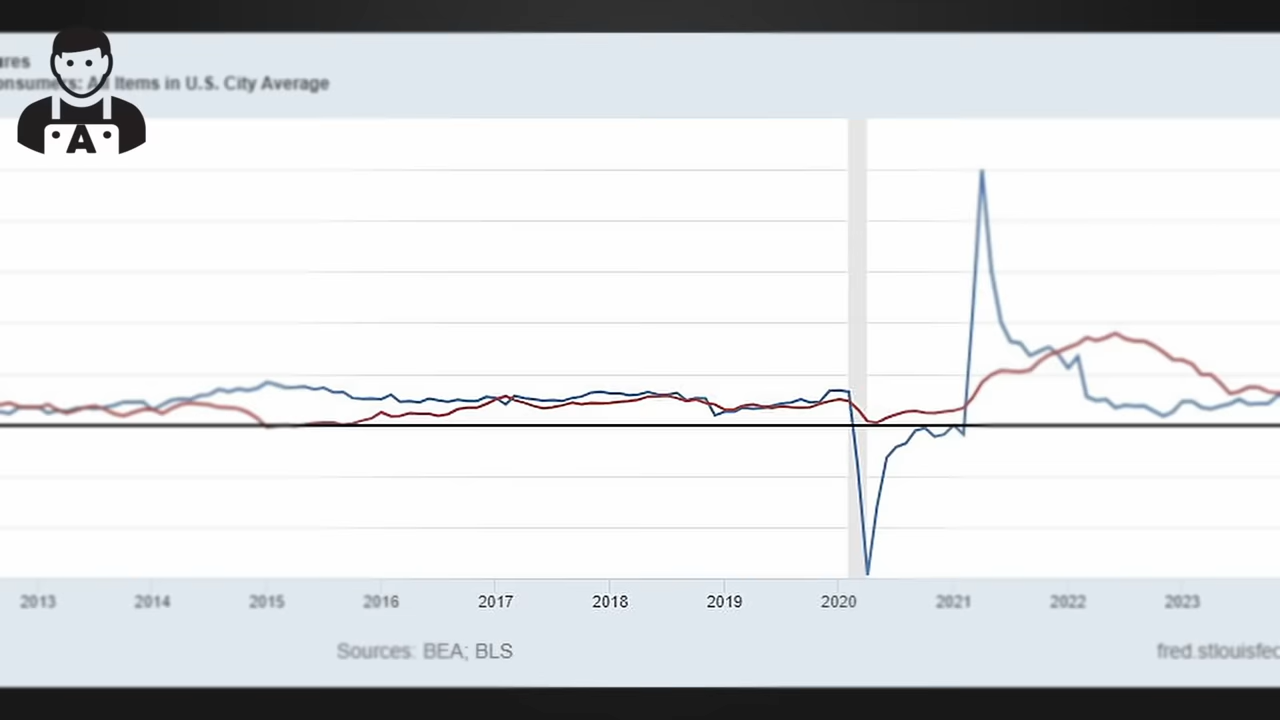 ures
onsumers: All Items in U.S. City Average
A
2013 2014 2015 2016 2017 2018 2019 2020 2021 2022 2023
Sources: BEA; BLS
fred.stlouisfed